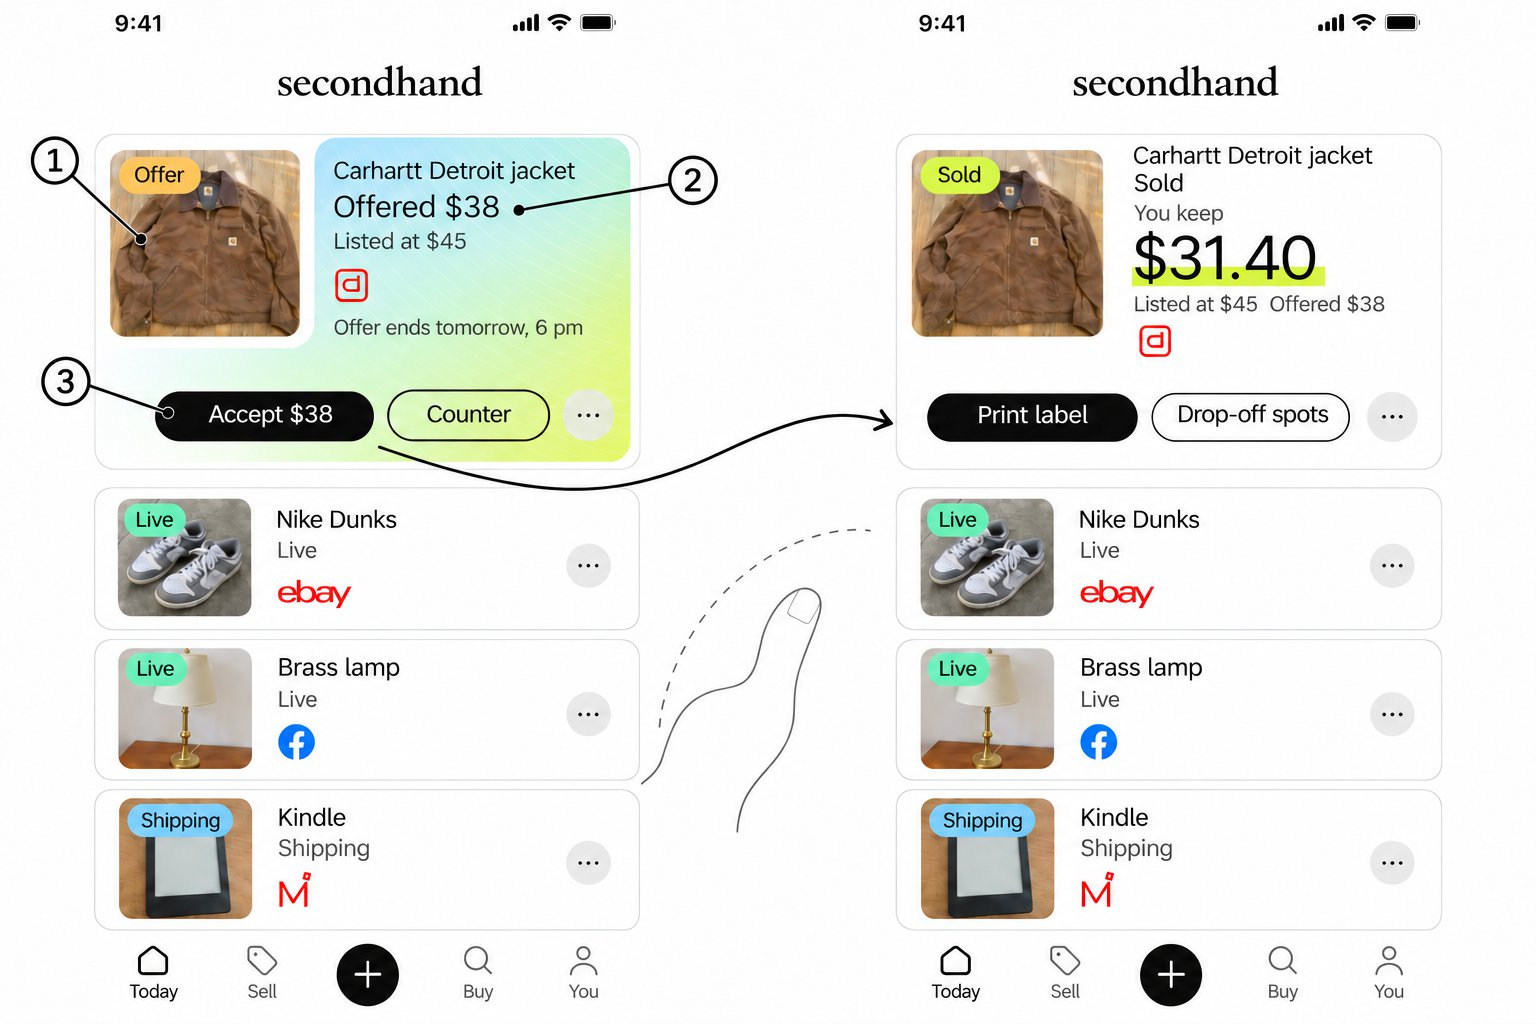 9:41
secondhand
1
Offer
Carhartt Detroit jacket
Offered $38
2
Listed at $45
d
Offer ends tomorrow, 6 pm
3
Accept $38
Counter
Live
Nike Dunks
Live
ebay
Live
Brass lamp
Live
f
Shipping
Kindle
Shipping
M
Today
Sell
Buy
You
9:41
secondhand
Sold
Carhartt Detroit jacket
Sold
You keep
$31.40
Listed at $45 Offered $38
d
Print label
Drop-off spots
Live
Nike Dunks
Live
ebay
Live
Brass lamp
Live
f
Shipping
Kindle
Shipping
M
Today
Sell
Buy
You